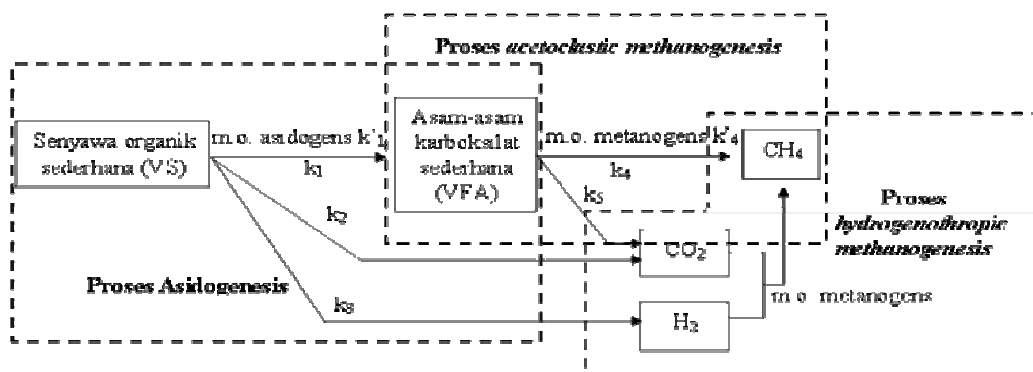 Proses acetoclastic methanogenesis
Senyawa organik
sederhana (VS)
m.o. asidogens k'1
k1
Asam-asam
karboksalat
sederhana
(VFA)
m.o. metanogens k'4
k4
CH4
k5
k2
Proses
hydrogenothropic
methanogenesis
CO2
Proses Asidogenesis
k3
m.o. metanogens
H2